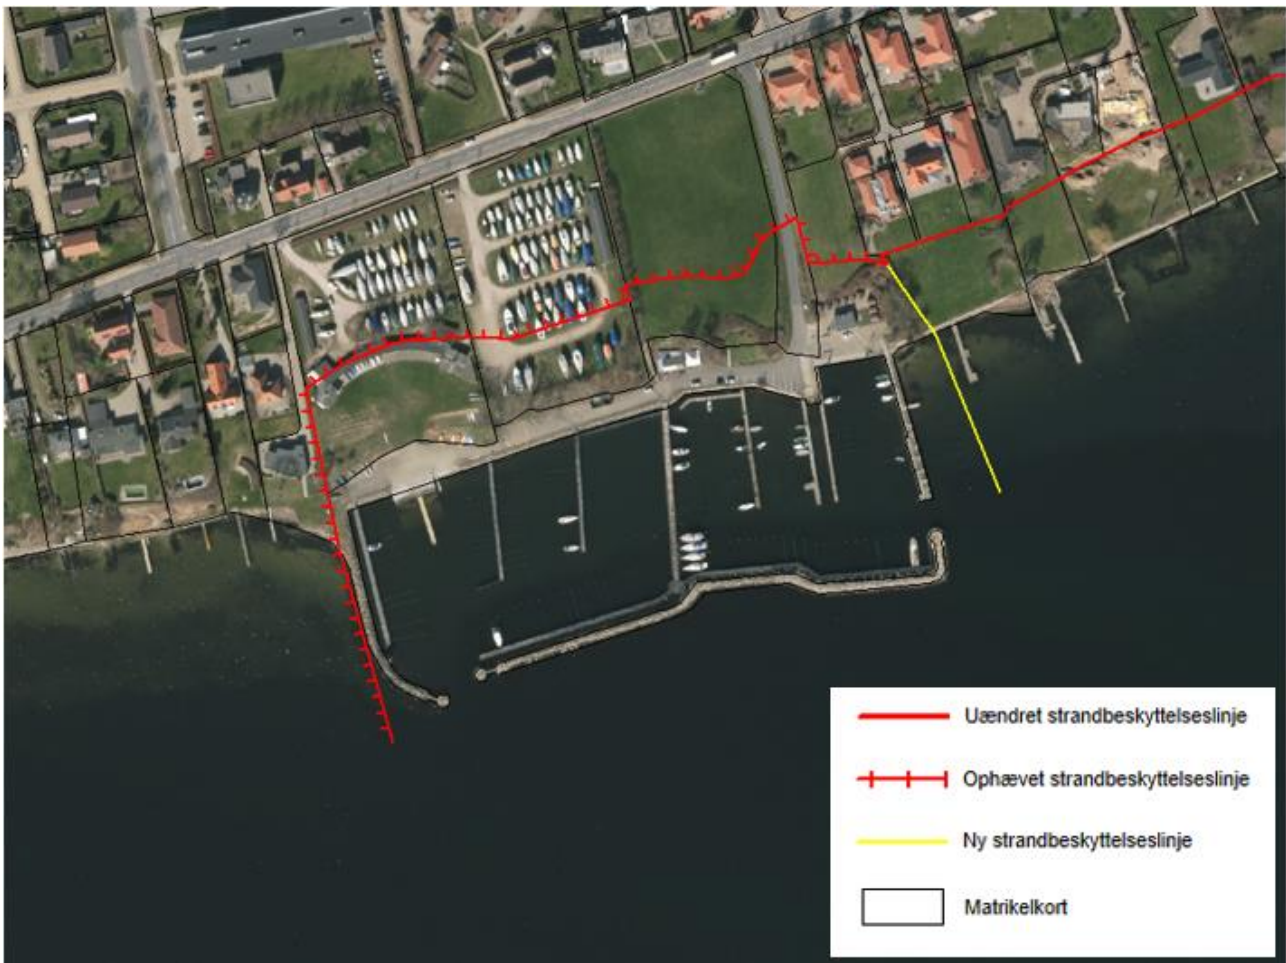 Uændret strandbeskyttelseslinje
Ophævet strandbeskyttelseslinje
Ny strandbeskyttelseslinje
Matrikelkort